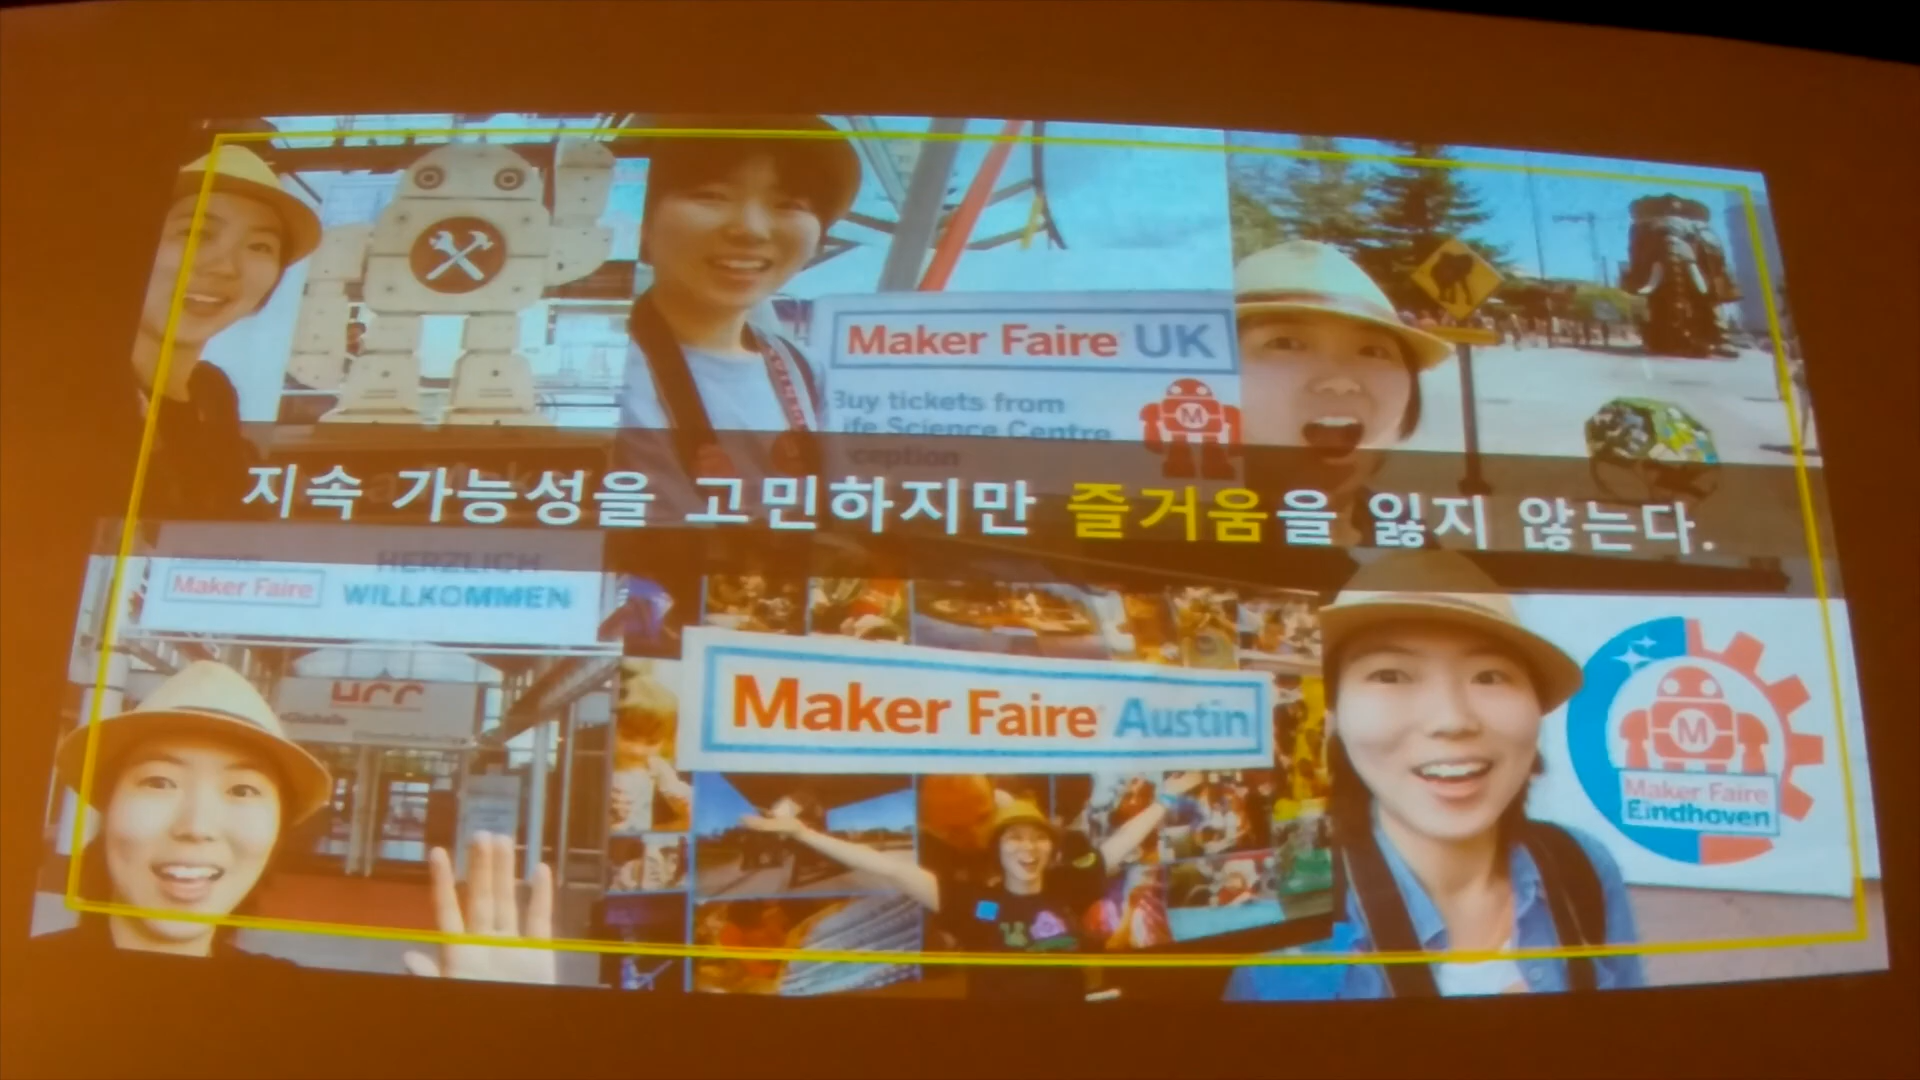 Maker Faire UK
Buy tickets from
ife Science Centre
ception
M
지속 가능성을 고민하지만 즐거움을 잃지 않는다.
Maker Faire
HERZLICH
WILLKOMMEN
HCC
Maker Faire Austin
M
Maker Faire
Eindhoven